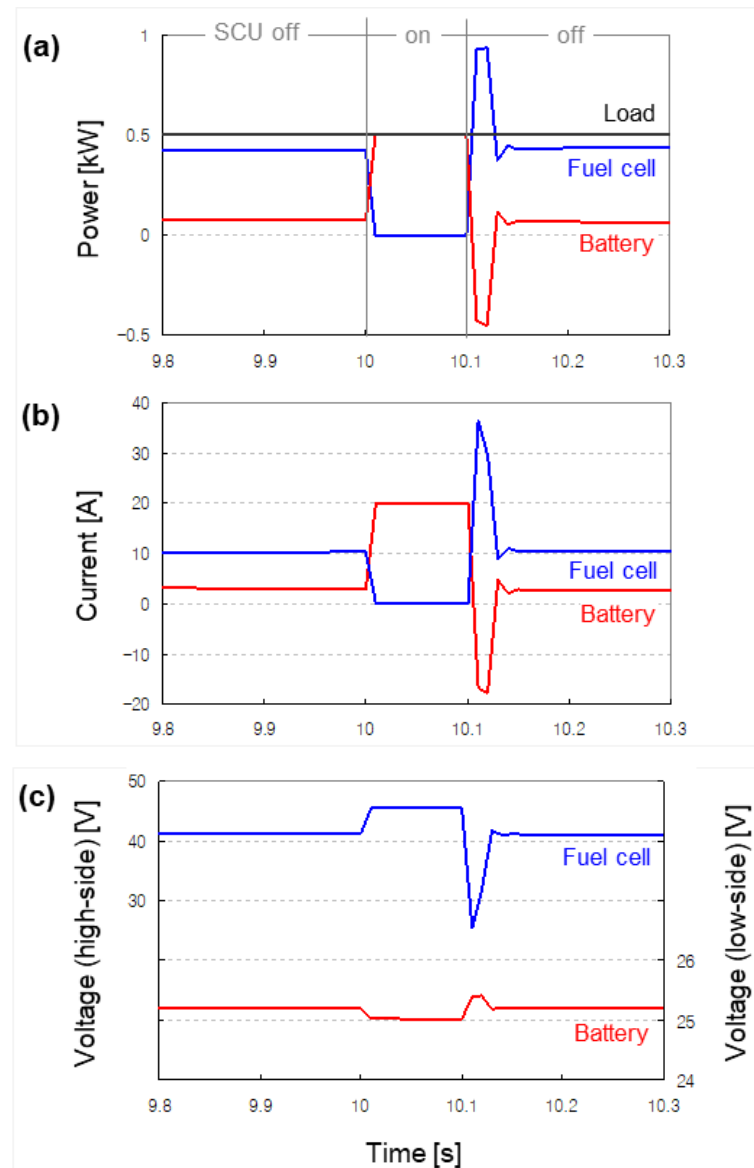 (a)
SCU off
on
off
1
0.5
0
−0.5
Power [kW]
Load
Fuel cell
Battery
9.8
9.9
10
10.1
10.2
10.3
(b)
40
30
20
10
0
−10
−20
Current [A]
Fuel cell
Battery
9.8
9.9
10
10.1
10.2
10.3
(c)
50
40
30
Voltage (high-side) [V]
Fuel cell
Battery
26
25
24
Voltage (low-side) [V]
9.8
9.9
10
10.1
10.2
10.3
Time [s]